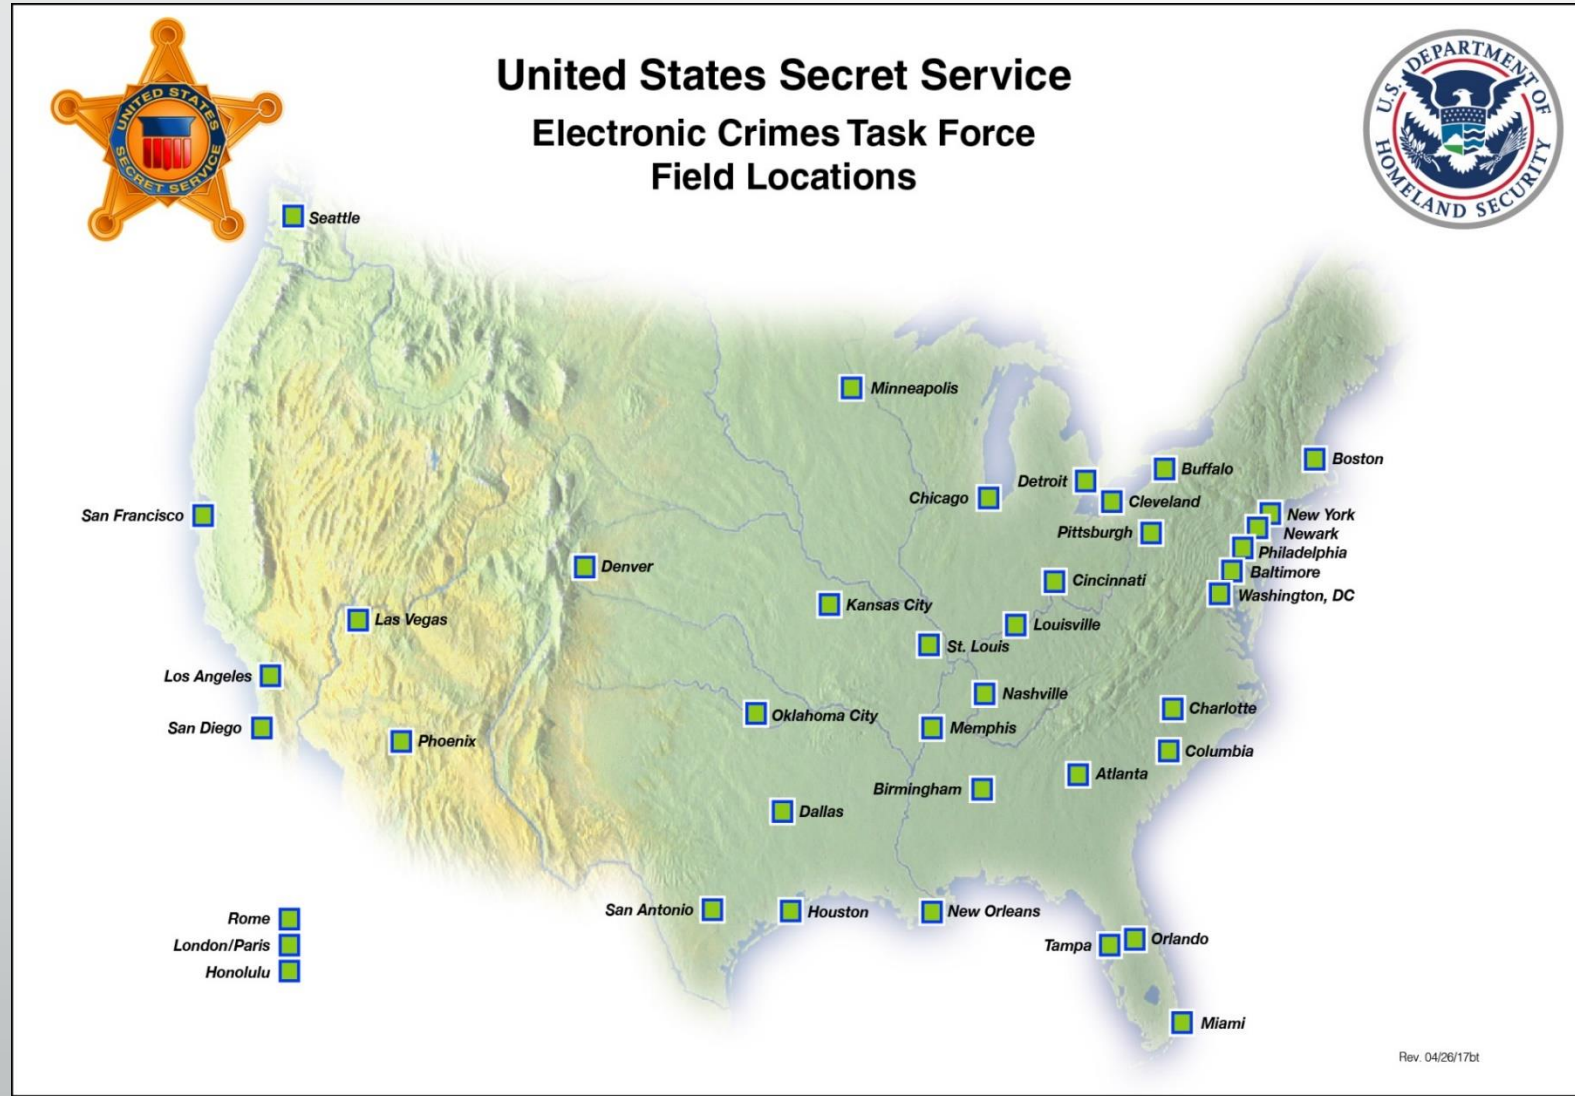 United States Secret Service
Electronic Crimes Task Force
Field Locations
UNITED STATES
SECRET SERVICE
U.S. DEPARTMENT OF
HOMELAND SECURITY
Seattle
Minneapolis
Boston
Buffalo
Detroit
Chicago
Cleveland
San Francisco
New York
Pittsburgh
Newark
Philadelphia
Denver
Baltimore
Cincinnati
Washington, DC
Kansas City
Las Vegas
Louisville
St. Louis
Los Angeles
Nashville
Charlotte
Oklahoma City
San Diego
Memphis
Phoenix
Columbia
Atlanta
Birmingham
Dallas
San Antonio
Houston
New Orleans
Rome
Orlando
London/Paris
Tampa
Honolulu
Miami
Rev. 04/26/17bt